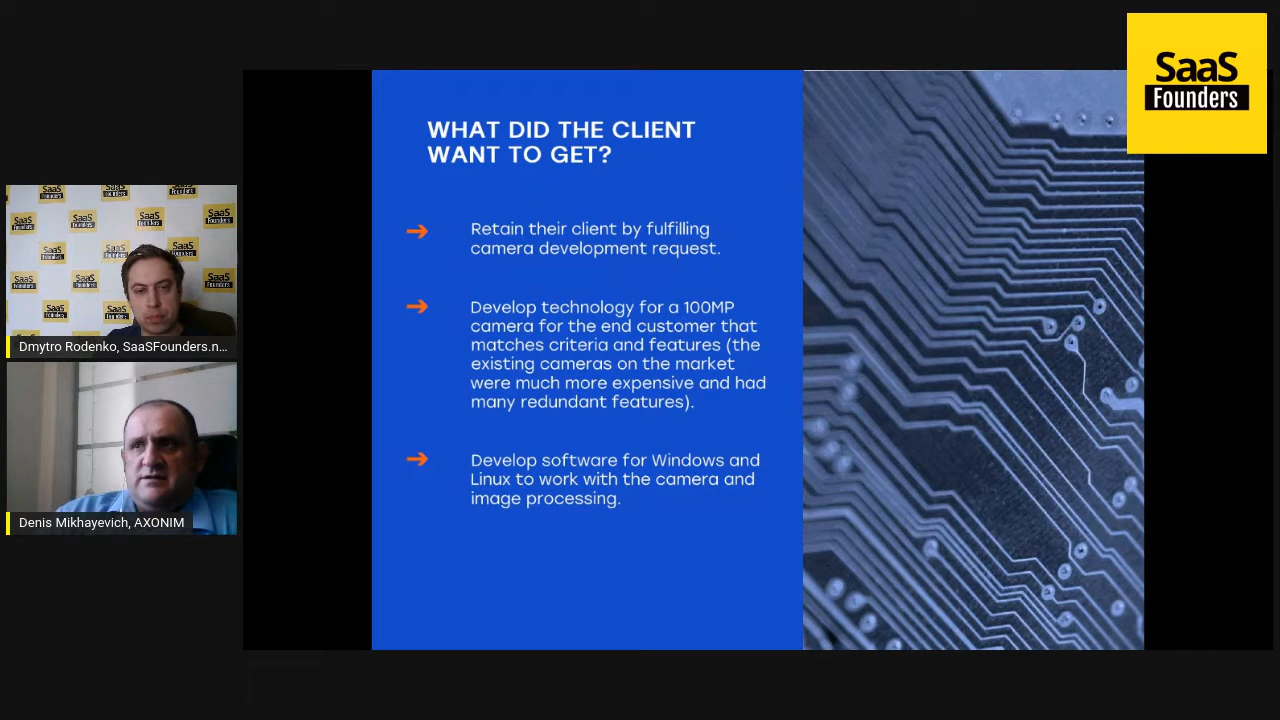 SaaS
Founders
WHAT DID THE CLIENT
WANT TO GET?
→ Retain their client by fulfilling
camera development request.
→ Develop technology for a 100MP
camera for the end customer that
matches criteria and features (the
existing cameras on the market
were much more expensive and had
many redundant features).
→ Develop software for Windows and
Linux to work with the camera and
image processing.
Dmytro Rodenko, SaaSFounders.n...
Denis Mikhayevich, AXONIM